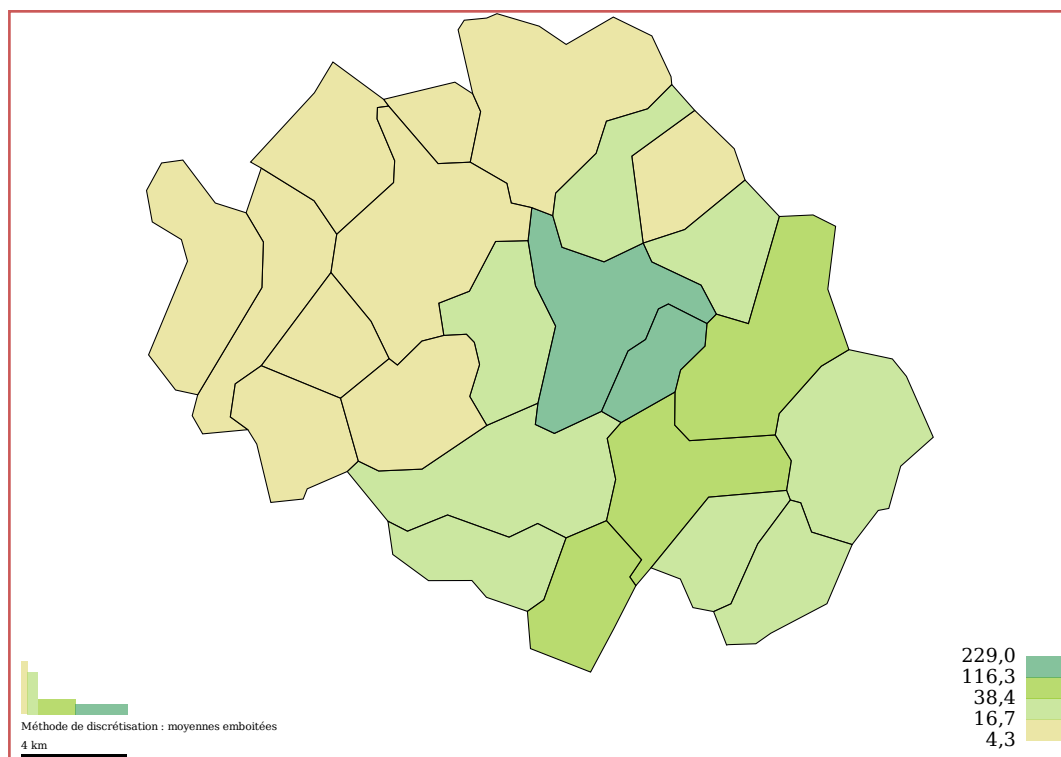 229,0
116,3
38,4
16,7
4,3
Méthode de discrétisation : moyennes emboitées
4 km